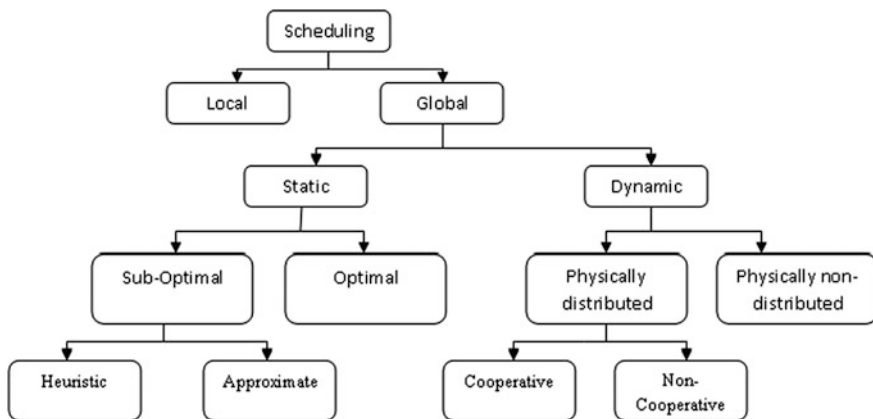 Scheduling
Local
Global
Static
Dynamic
Sub-Optimal
Optimal
Physically
distributed
Physically non-
distributed
Heuristic
Approximate
Cooperative
Non-
Cooperative